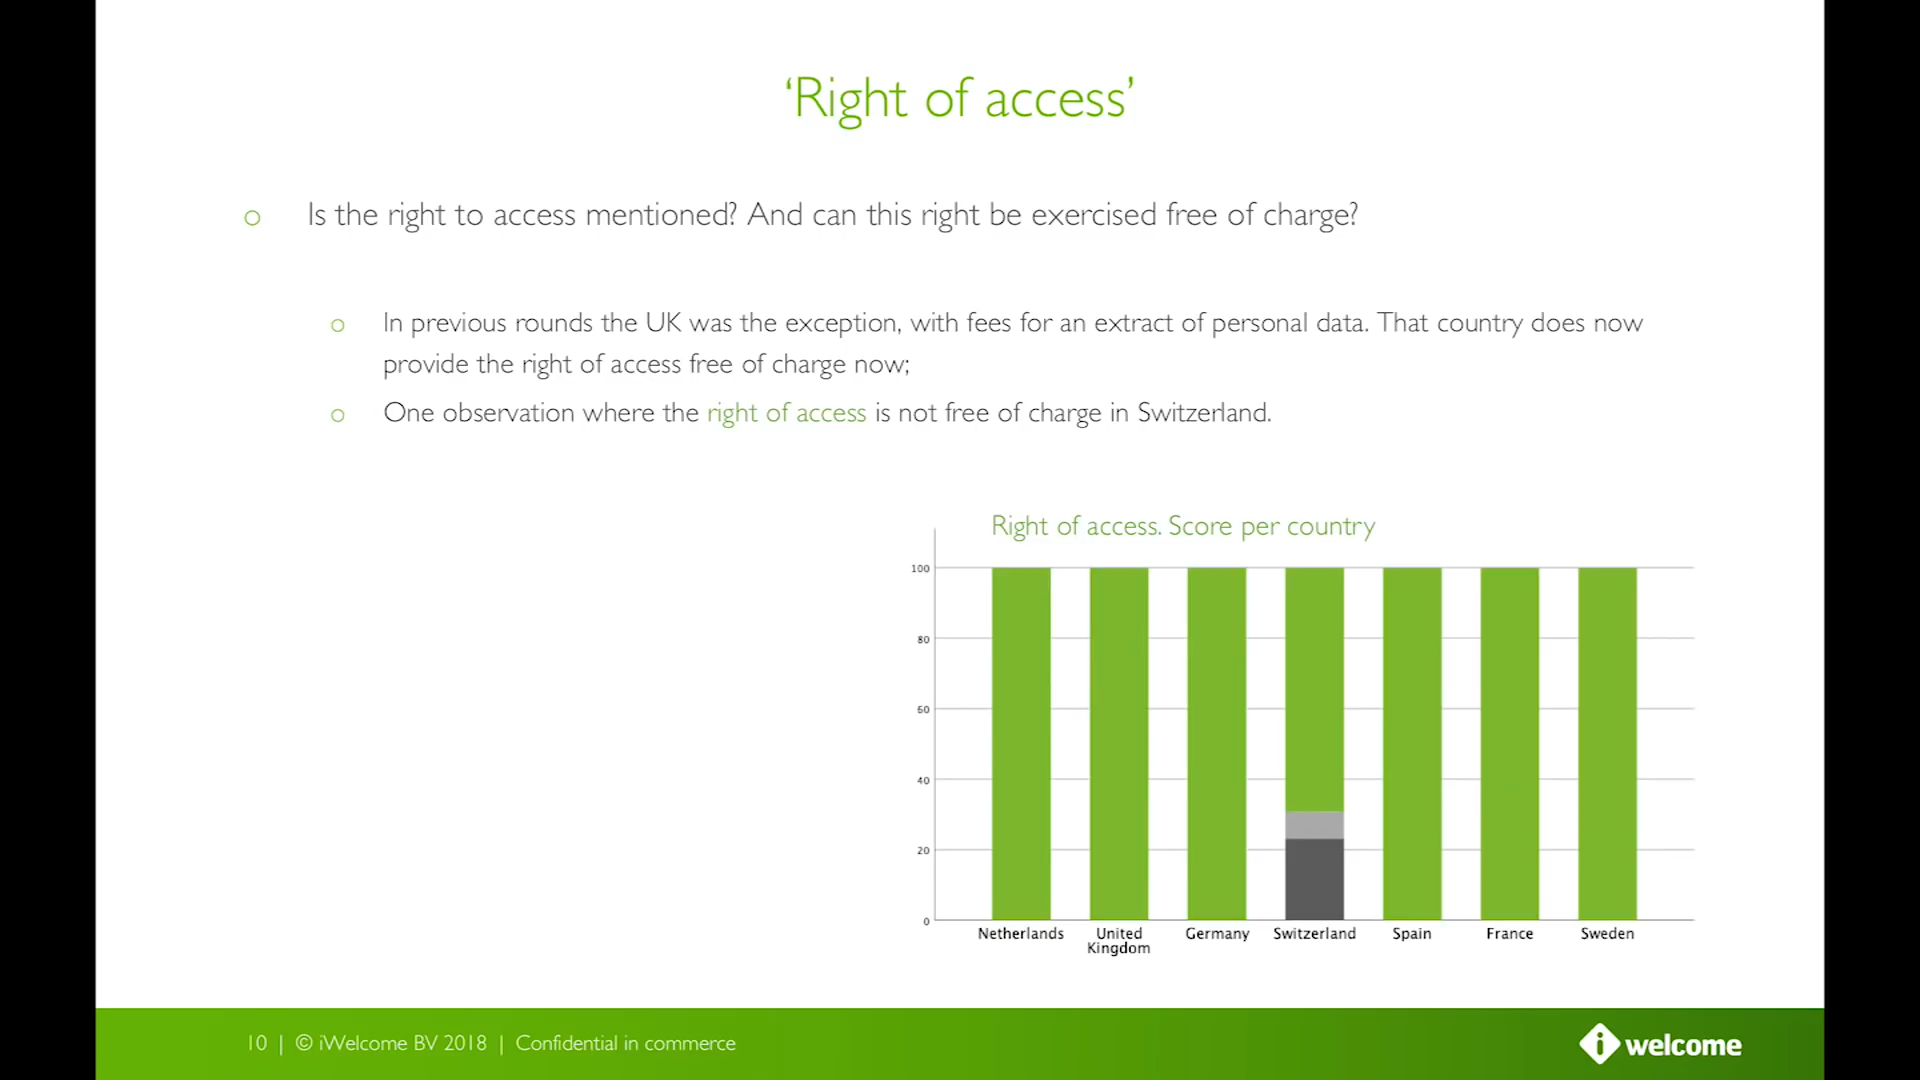 ‘Right of access’
Is the right to access mentioned? And can this right be exercised free of charge?
In previous rounds the UK was the exception, with fees for an extract of personal data. That country does now
provide the right of access free of charge now;
One observation where the right of access is not free of charge in Switzerland.
Right of access. Score per country
100
80
60
40
20
0
Netherlands
United
Kingdom
Germany
Switzerland
Spain
France
Sweden
10 | © iWelcome BV 2018 | Confidential in commerce
i welcome